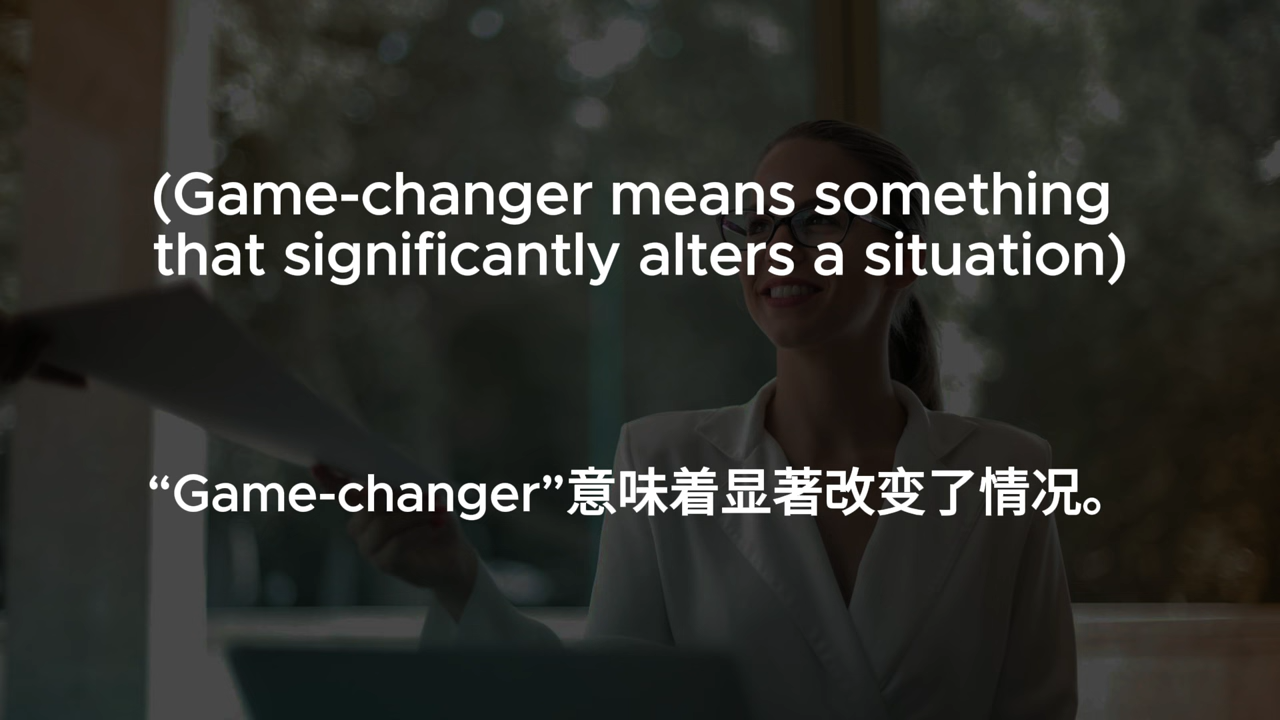 (Game-changer means something
that significantly alters a situation)
“Game-changer”意味着显著改变了情况。